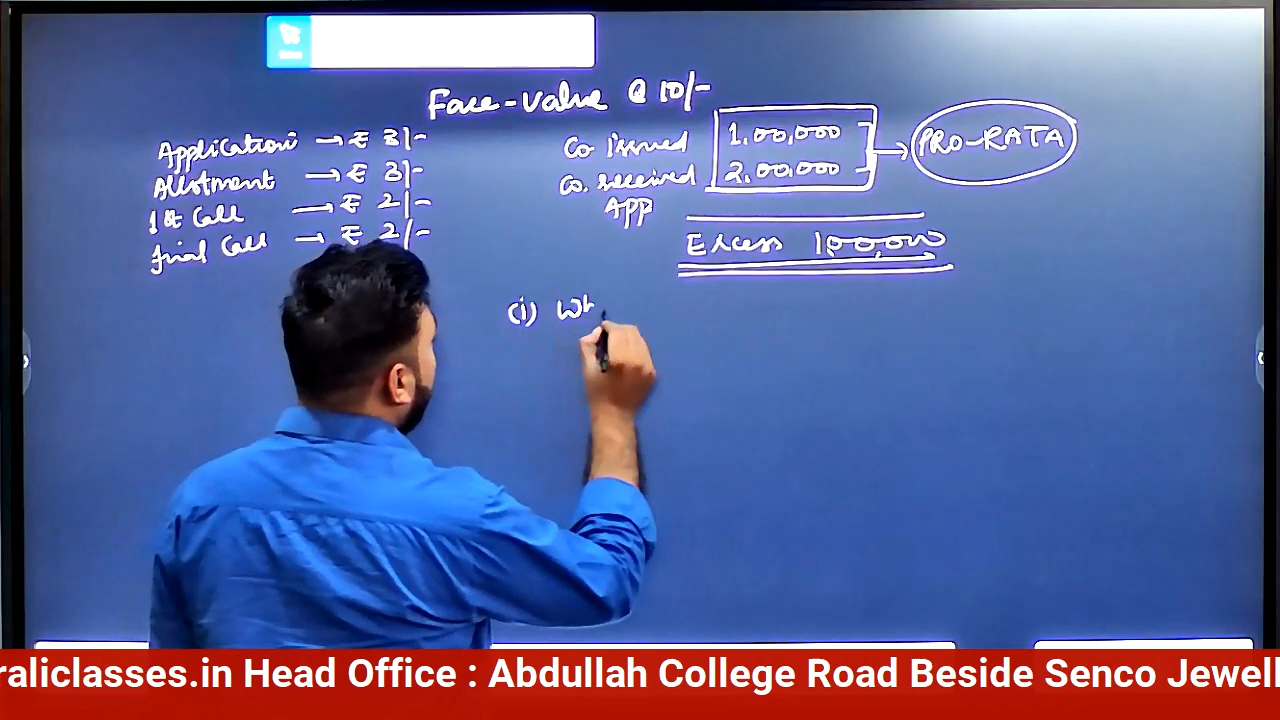 Face-Value @ 10/-
Application → ₹ 3/-
Allotment → ₹ 3/-
1st Call → ₹ 2/-
final Call → ₹ 2/-
Co issued 1,00,000
Co. received 2,00,000
App
PRO-RATA
Excess 1,00,000
(i) Wh
raliclasses.in Head Office : Abdullah College Road Beside Senco Jewell